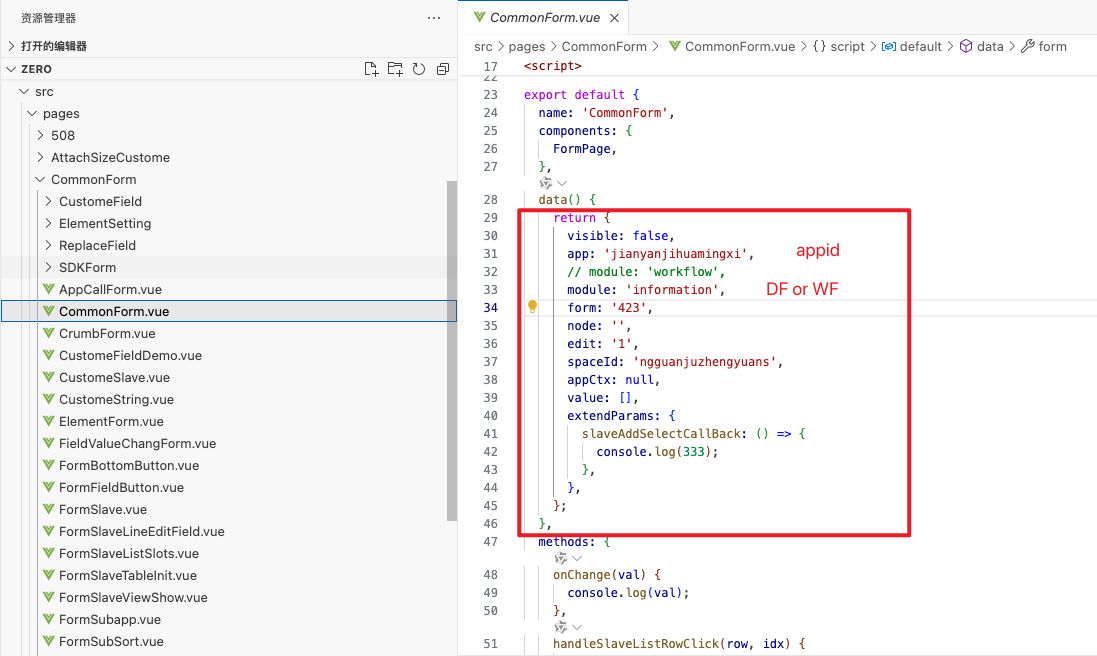 资源管理器
···
打开的编辑器
ZERO
src
pages
508
AttachSizeCustome
CommonForm
CustomeField
ElementSetting
ReplaceField
SDKForm
AppCallForm.vue
CommonForm.vue
CrumbForm.vue
CustomeFieldDemo.vue
CustomeSlave.vue
CustomeString.vue
ElementForm.vue
FieldValueChangForm.vue
FormBottomButton.vue
FormFieldButton.vue
FormSlave.vue
FormSlaveLineEditField.vue
FormSlaveListSlots.vue
FormSlaveTableInit.vue
FormSlaveViewShow.vue
FormSubapp.vue
FormSubSort.vue
CommonForm.vue
src > pages > CommonForm > CommonForm.vue > {} script > default > data > form
17 <script>
22
23 export default {
24 name: 'CommonForm',
25 components: {
26 FormPage,
27 },
28 data() {
29 return {
30 visible: false,
31 app: 'jianyanjihuamingxi', appid
32 // module: 'workflow',
33 module: 'information', DF or WF
34 form: '423',
35 node: '',
36 edit: '1',
37 spaceId: 'ngguanjuzhengyuans',
38 appCtx: null,
39 value: [],
40 extendParams: {
41 slaveAddSelectCallBack: () => {
42 console.log(333);
43 },
44 },
45 };
46 },
47 methods: {
48 onChange(val) {
49 console.log(val);
50 },
51 handleSlaveListRowClick(row, idx) {